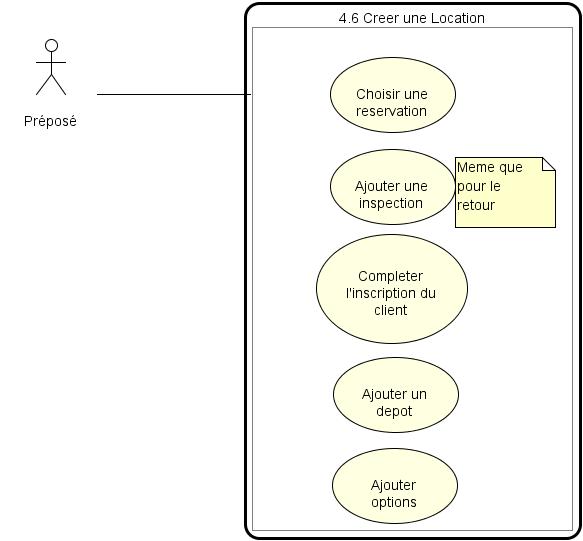 4.6 Creer une Location
Préposé
Choisir une
reservation
Ajouter une
inspection
Meme que
pour le
retour
Completer
l'inscription du
client
Ajouter un
depot
Ajouter
options